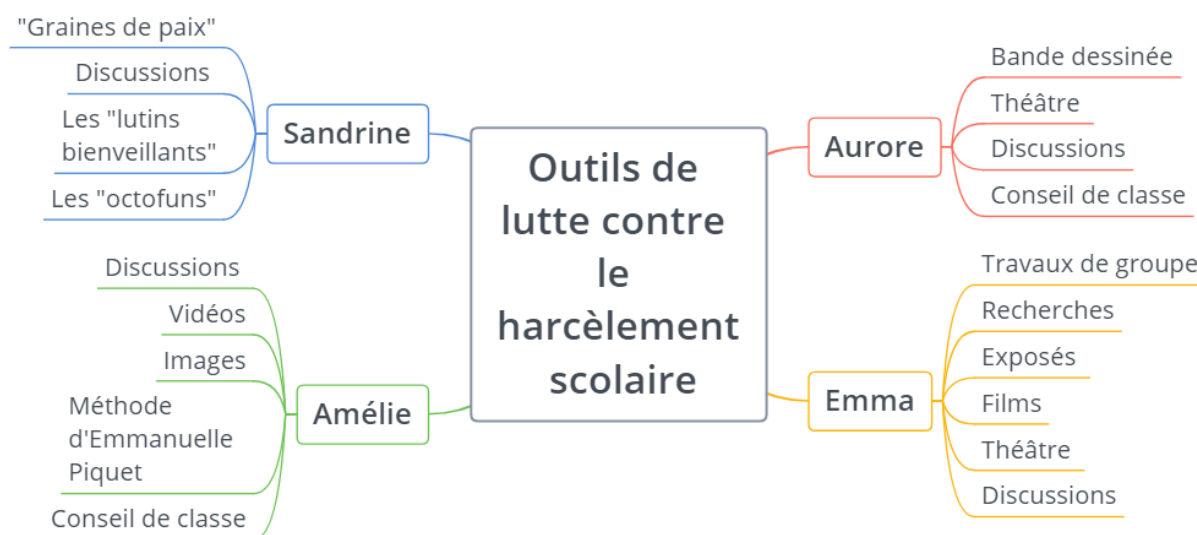 Outils de
lutte contre
le
harcèlement
scolaire
Sandrine
"Graines de paix"
Discussions
Les "lutins
bienveillants"
Les "octofuns"
Aurore
Bande dessinée
Théâtre
Discussions
Conseil de classe
Amélie
Discussions
Vidéos
Images
Méthode
d'Emmanuelle
Piquet
Conseil de classe
Emma
Travaux de groupe
Recherches
Exposés
Films
Théâtre
Discussions